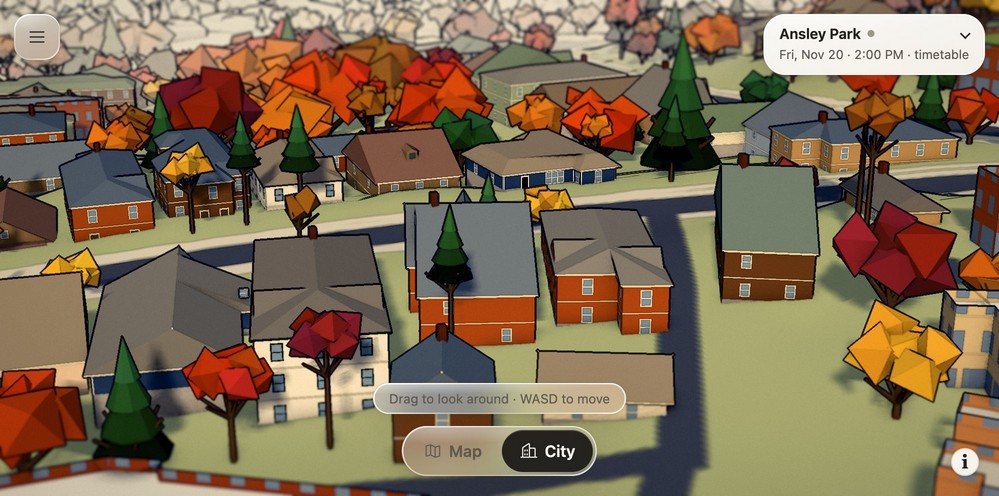 Ansley Park
Fri, Nov 20 · 2:00 PM · timetable
Drag to look around · WASD to move
Map
City
i